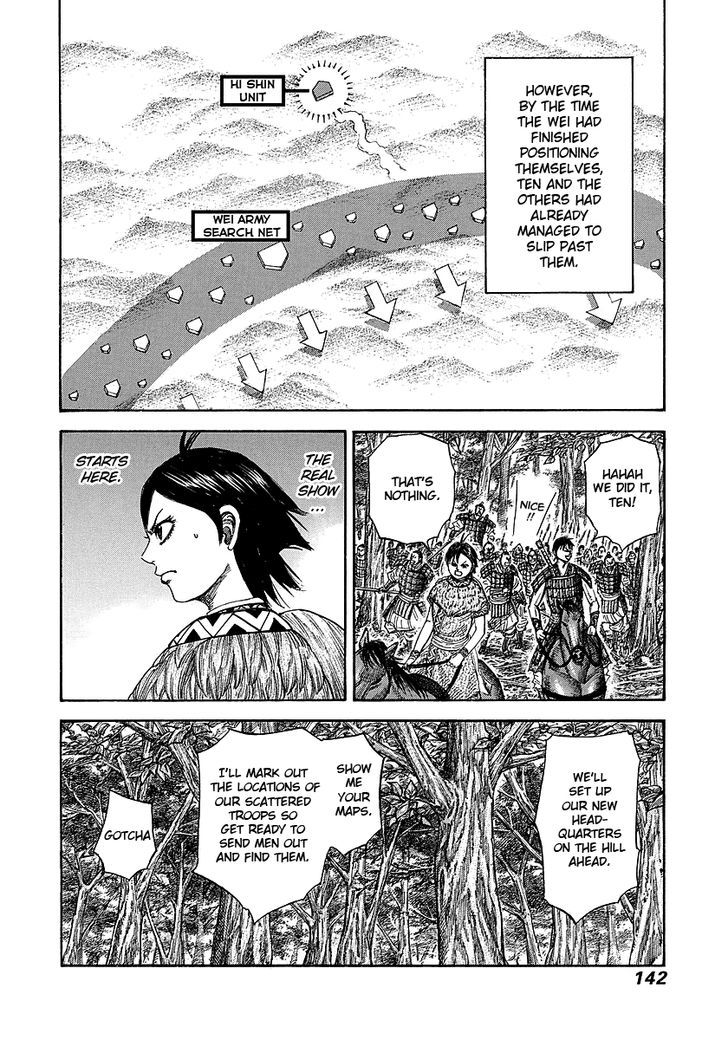 HOWEVER,
BY THE TIME
THE WEI HAD
FINISHED
POSITIONING
THEMSELVES,
TEN AND THE
OTHERS HAD
ALREADY
MANAGED TO
SLIP PAST
THEM.
HI SHIN
UNIT
WEI ARMY
SEARCH NET
HAHAH
WE DID IT,
TEN!
NICE
!!
THAT'S
NOTHING.
THE
REAL
SHOW
...
STARTS
HERE.
WE'LL
SET UP
OUR NEW
HEAD-
QUARTERS
ON THE HILL
AHEAD.
SHOW
ME
YOUR
MAPS.
I'LL MARK OUT
THE LOCATIONS OF
OUR SCATTERED
TROOPS SO
GET READY TO
SEND MEN OUT
AND FIND THEM.
GOTCHA
142